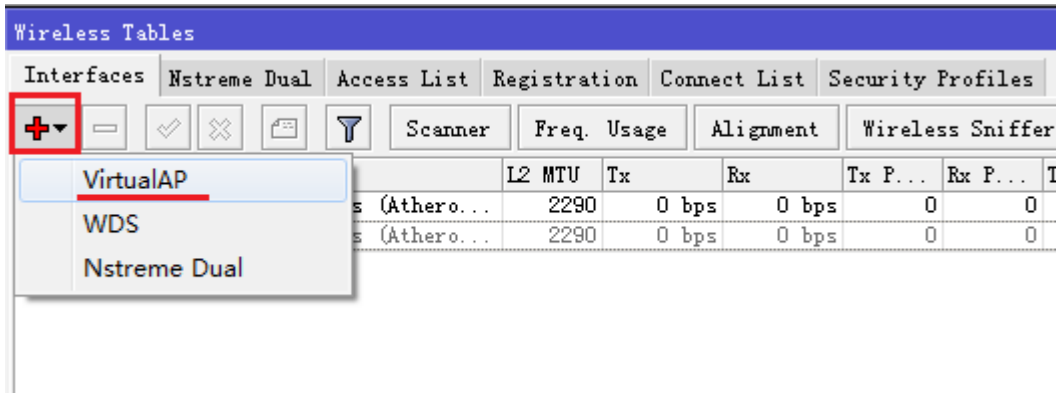 Wireless Tables
Interfaces Nstreme Dual Access List Registration Connect List Security Profiles
Scanner Freq. Usage Alignment Wireless Sniffer
VirtualAP
WDS
Nstreme Dual
L2 MTU Tx Rx Tx P... Rx P...
s (Athero... 2290 0 bps 0 bps 0 0
s (Athero... 2290 0 bps 0 bps 0 0